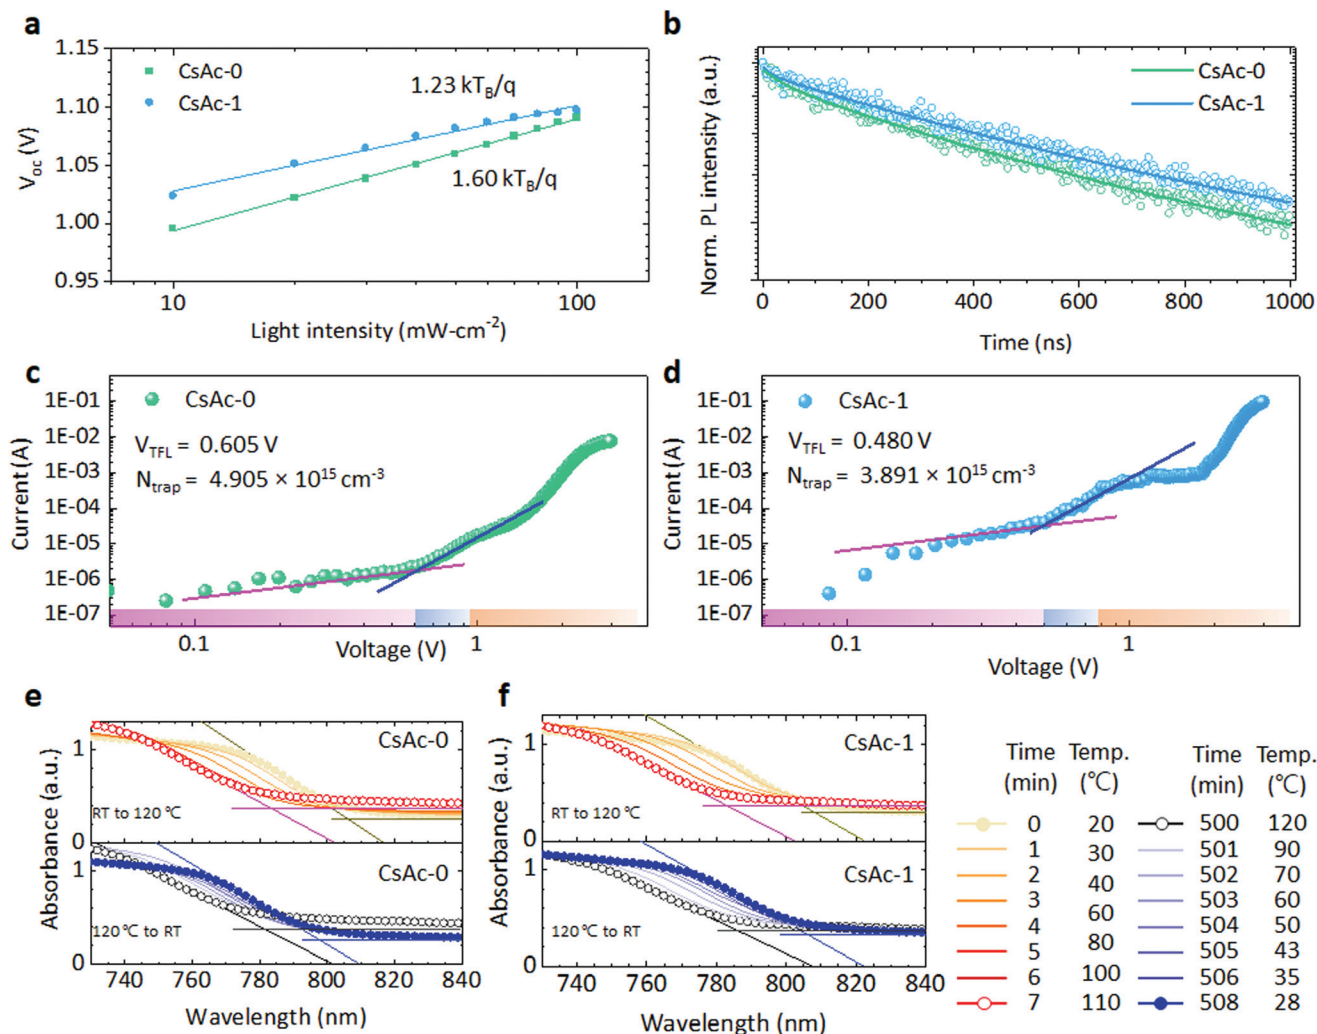 a
1.15
1.10
1.05
1.00
0.95
V_oc (V)
CsAc-0
CsAc-1
1.23 kT_B/q
1.60 kT_B/q
10
100
Light intensity (mW-cm⁻²)
b
Norm. PL intensity (a.u.)
CsAc-0
CsAc-1
0
200
400
600
800
1000
Time (ns)
c
1E-01
1E-02
1E-03
1E-04
1E-05
1E-06
1E-07
Current (A)
CsAc-0
V_TFL = 0.605 V
N_trap = 4.905 × 10¹⁵ cm⁻³
0.1
1
Voltage (V)
d
1E-01
1E-02
1E-03
1E-04
1E-05
1E-06
1E-07
Current (A)
CsAc-1
V_TFL = 0.480 V
N_trap = 3.891 × 10¹⁵ cm⁻³
0.1
1
Voltage (V)
e
Absorbance (a.u.)
1
0
CsAc-0
RT to 120 °C
1
0
CsAc-0
120 °C to RT
740
760
780
800
820
840
Wavelength (nm)
f
Absorbance (a.u.)
1
0
CsAc-1
RT to 120 °C
1
0
CsAc-1
120 °C to RT
740
760
780
800
820
840
Wavelength (nm)
Time Temp. Time Temp.
(min) (°C) (min) (°C)
0 20 500 120
1 30 501 90
2 40 502 70
3 60 503 60
4 80 504 50
5 100 505 43
6 110 506 35
7 508 28